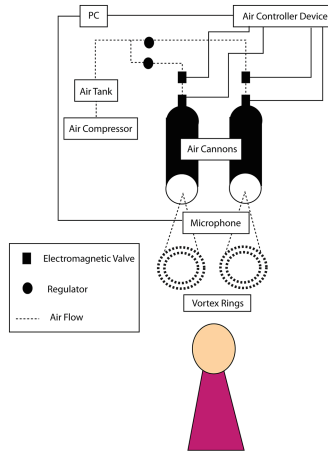 PC
Air Controller Device
Air Tank
Air Compressor
Air Cannons
Microphone
Electromagnetic Valve
Regulator
Air Flow
Vortex Rings